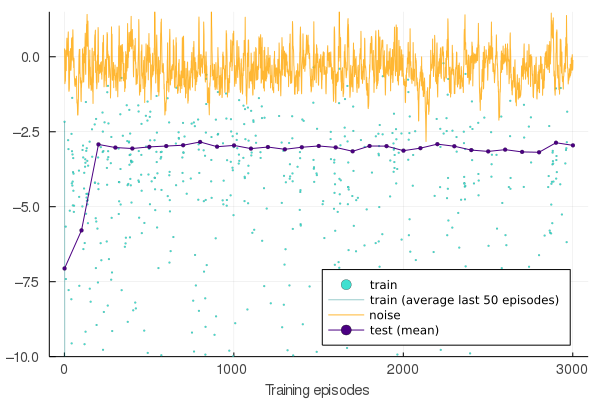 0.0
−2.5
−5.0
−7.5
−10.0
train
train (average last 50 episodes)
noise
test (mean)
0 1000 2000 3000
Training episodes